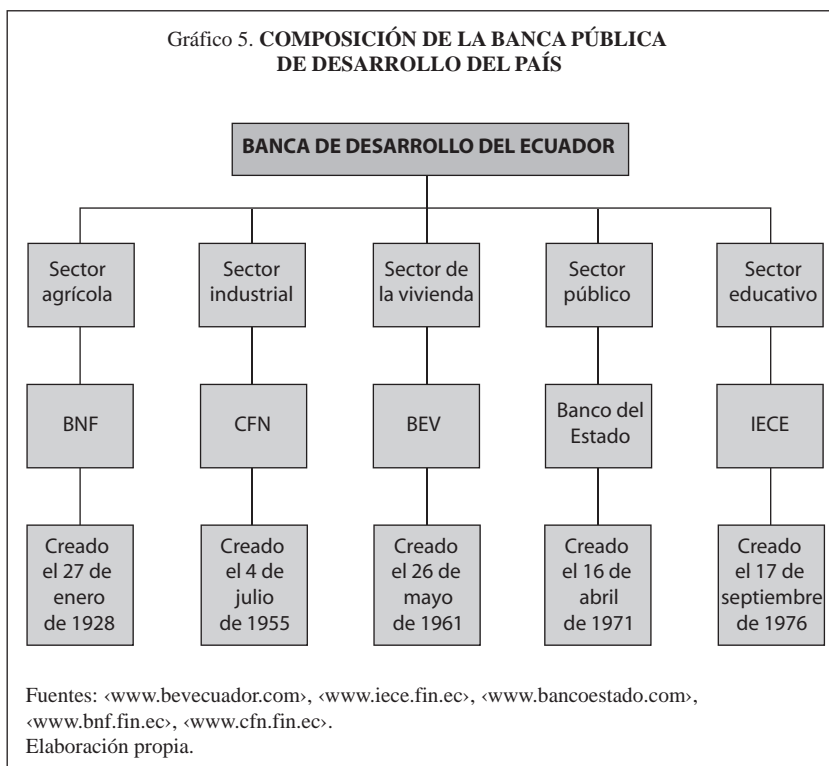 Gráfico 5. COMPOSICIÓN DE LA BANCA PÚBLICA
DE DESARROLLO DEL PAÍS
BANCA DE DESARROLLO DEL ECUADOR
Sector
agrícola
Sector
industrial
Sector de
la vivienda
Sector
público
Sector
educativo
BNF
CFN
BEV
Banco del
Estado
IECE
Creado
el 27 de
enero
de 1928
Creado
el 4 de
julio
de 1955
Creado
el 26 de
mayo
de 1961
Creado
el 16 de
abril
de 1971
Creado
el 17 de
septiembre
de 1976
Fuentes: ‹www.bevecuador.com›, ‹www.iece.fin.ec›, ‹www.bancoestado.com›,
‹www.bnf.fin.ec›, ‹www.cfn.fin.ec›.
Elaboración propia.